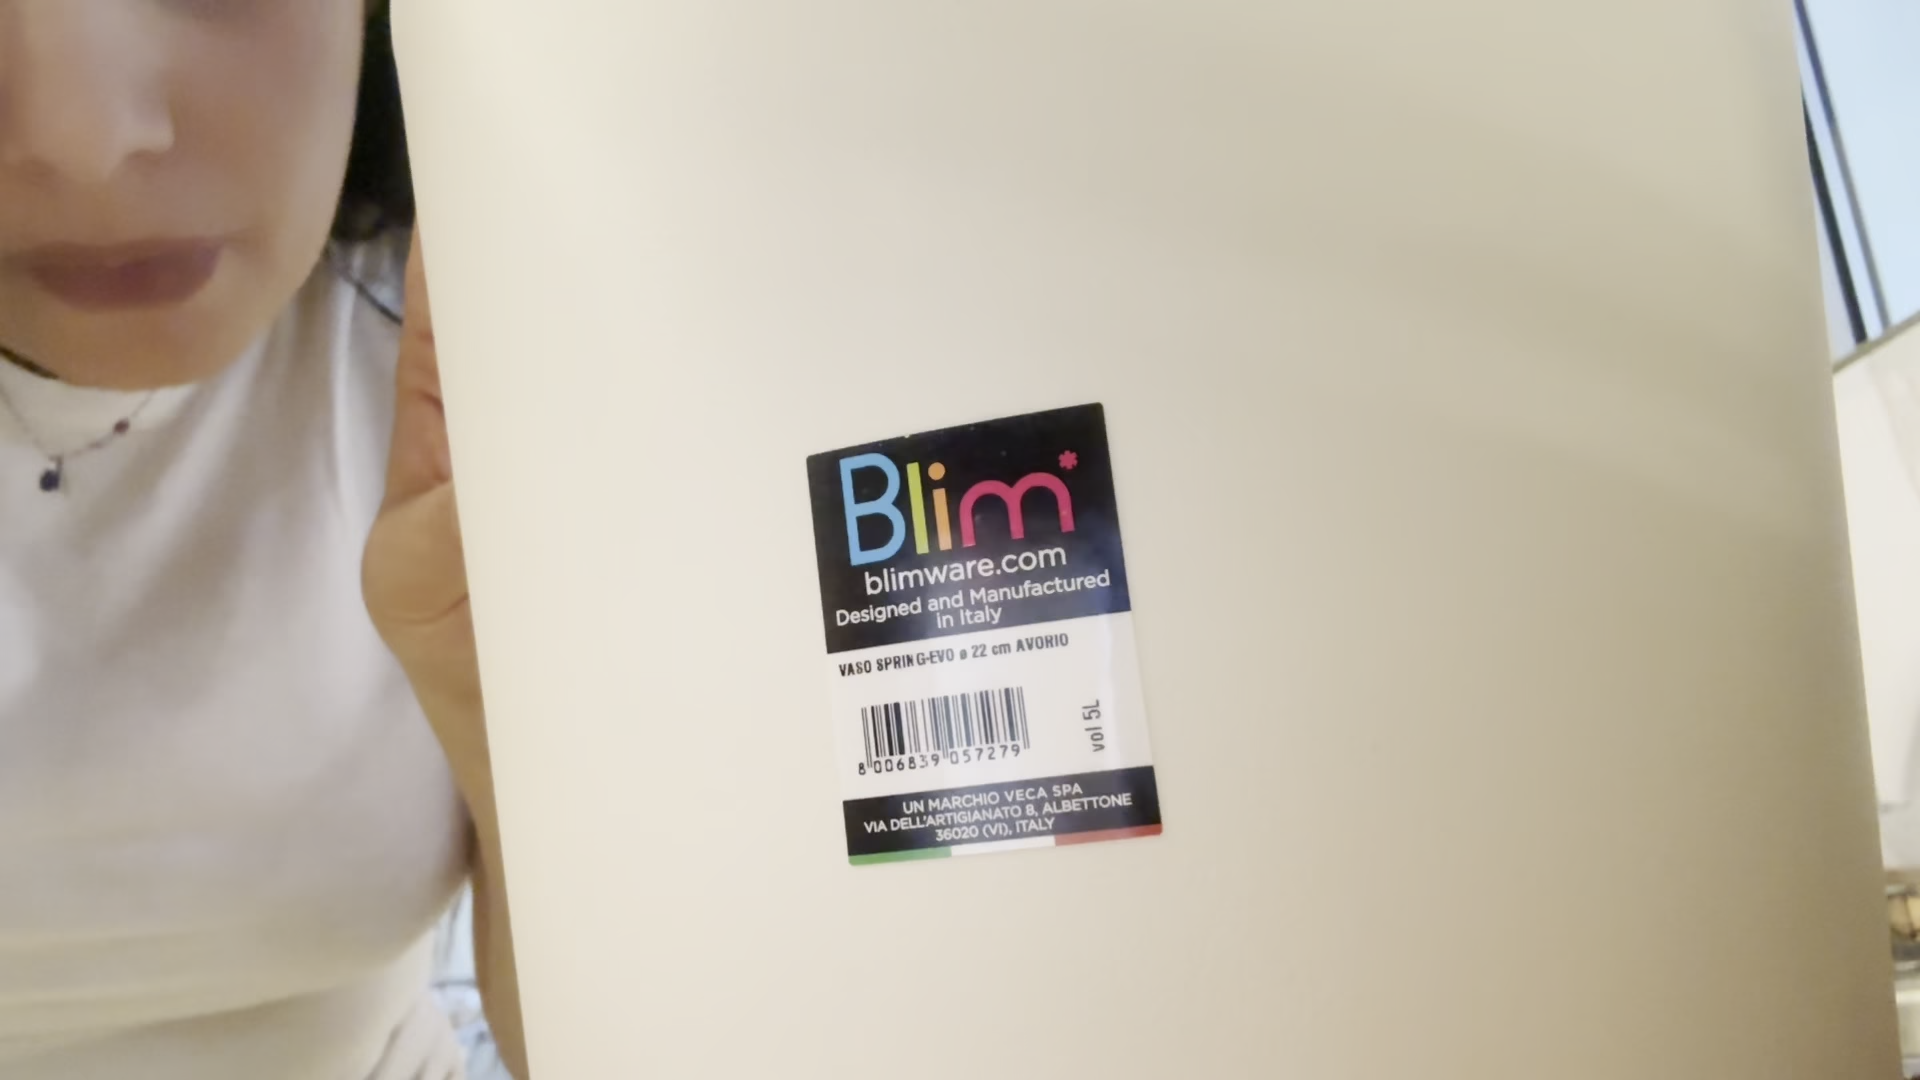 Blim*
blimware.com
Designed and Manufactured
in Italy
VASO SPRING-EVO ø 22 cm AVORIO
vol 5L
8 006839 057279
UN MARCHIO VECA SPA
VIA DELL'ARTIGIANATO 8, ALBETTONE
36020 (VI), ITALY